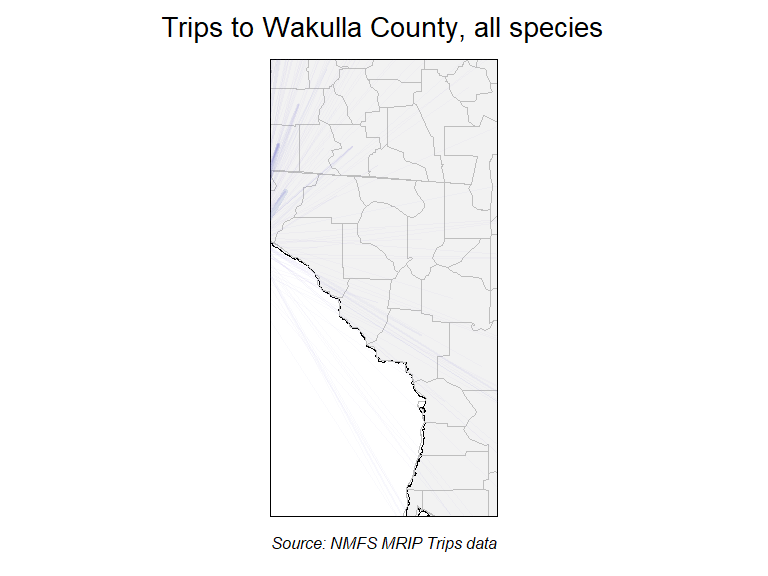 Trips to Wakulla County, all species
Source: NMFS MRIP Trips data